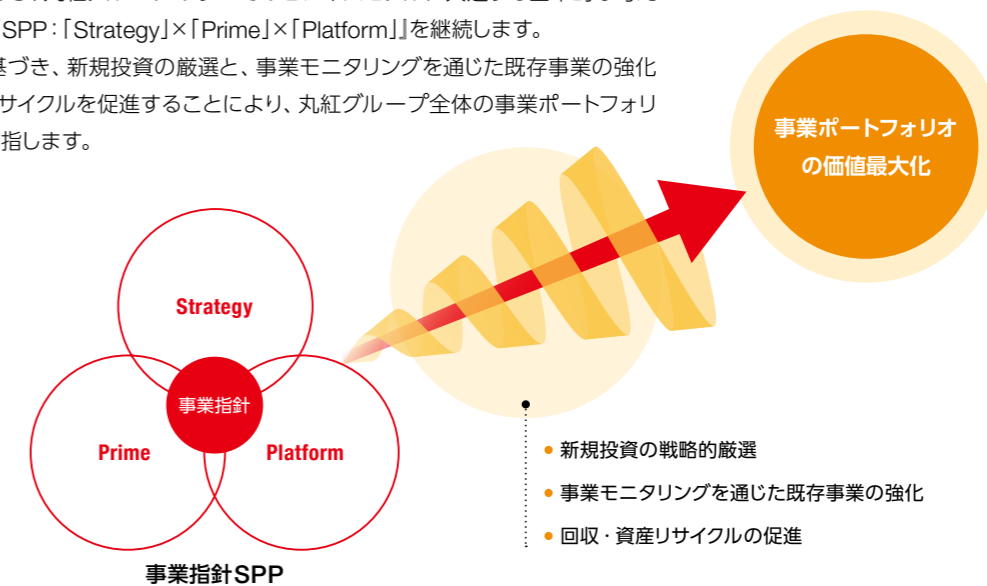 SPP：「Strategy」×「Prime」×「Platform」』を継続します。
基づき、新規投資の厳選と、事業モニタリングを通じた既存事業の強化
リサイクルを促進することにより、丸紅グループ全体の事業ポートフォリ
指します。
事業ポートフォリオ
の価値最大化
Strategy
事業指針
Prime
Platform
事業指針SPP
● 新規投資の戦略的厳選
● 事業モニタリングを通じた既存事業の強化
● 回収・資産リサイクルの促進